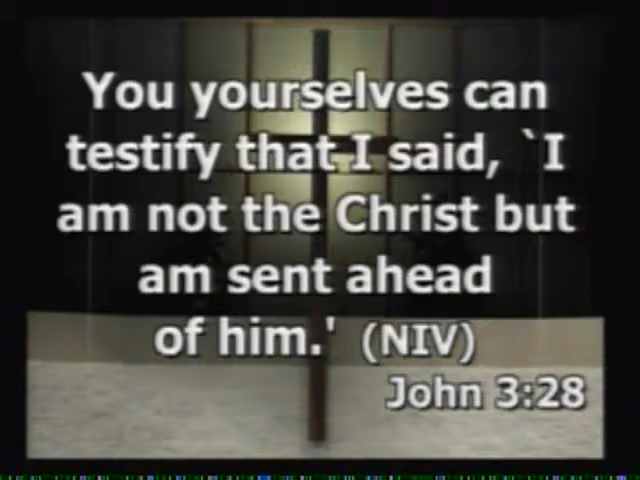 You yourselves can
testify that I said, `I
am not the Christ but
am sent ahead
of him.' (NIV)
John 3:28